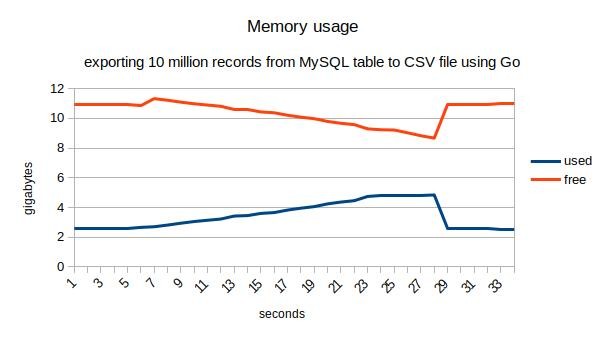 Memory usage
exporting 10 million records from MySQL table to CSV file using Go
12
10
8
6
4
2
0
gigabytes
used
free
1 3 5 7 9 11 13 15 17 19 21 23 25 27 29 31 33
seconds